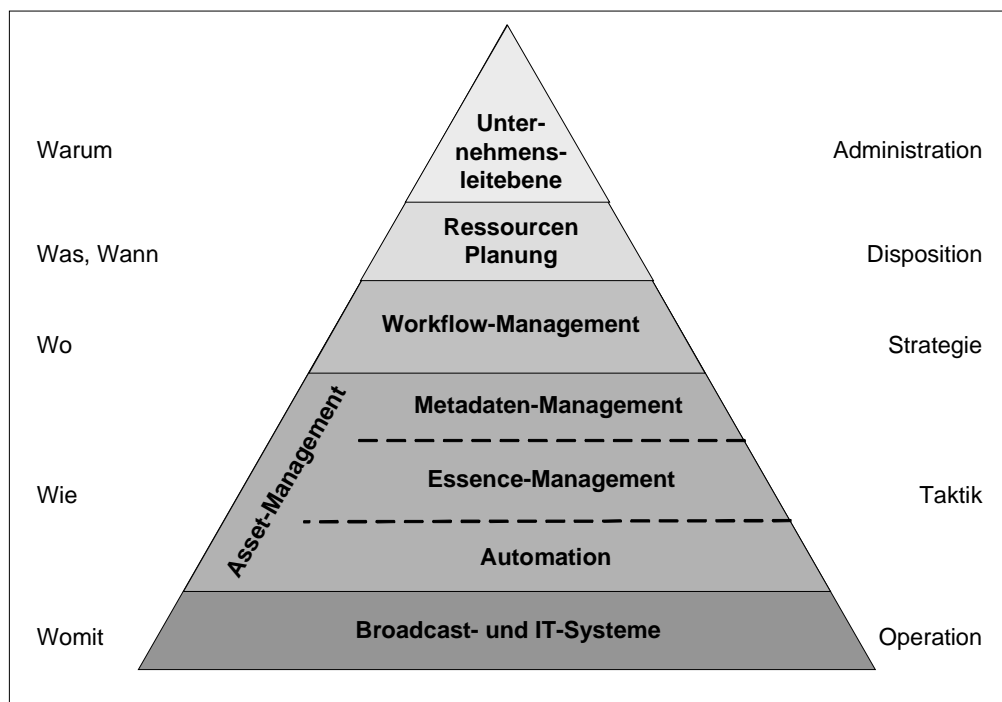 Warum
Unter-
nehmens-
leitebene
Administration
Was, Wann
Ressourcen
Planung
Disposition
Wo
Workflow-Management
Strategie
Asset-Management
Metadaten-Management
Wie
Essence-Management
Taktik
Automation
Womit
Broadcast- und IT-Systeme
Operation